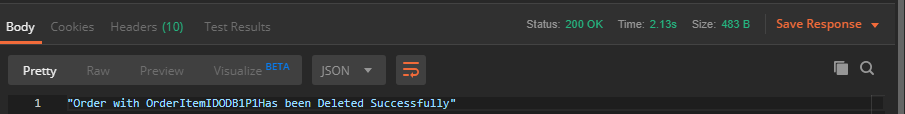 Body Cookies Headers (10) Test Results Status: 200 OK Time: 2.13s Size: 483 B Save Response
Pretty Raw Preview Visualize BETA JSON
1 "Order with OrderItemIDODB1P1Has been Deleted Successfully"